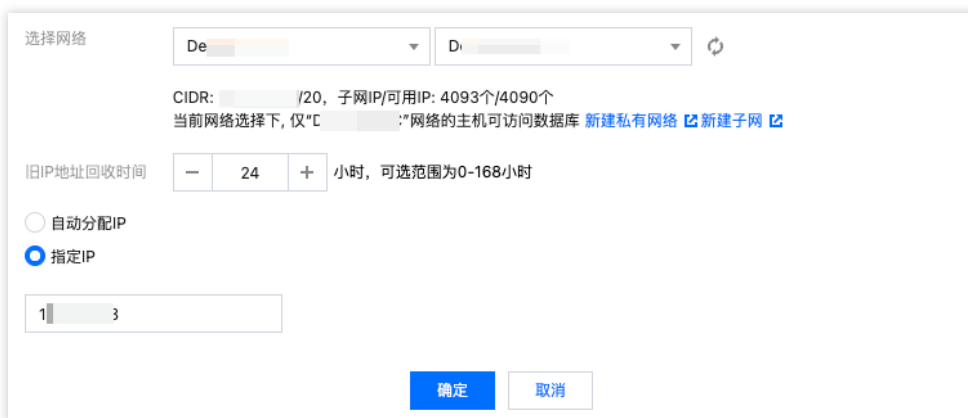 选择网络
De
D
CIDR: /20，子网IP/可用IP: 4093个/4090个
当前网络选择下, 仅"D "网络的主机可访问数据库 新建私有网络 新建子网
旧IP地址回收时间
— 24 + 小时，可选范围为0-168小时
自动分配IP
指定IP
1 3
确定 取消